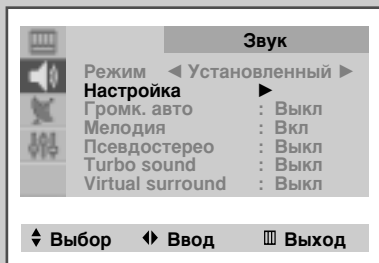 Звук
Режим ◀ Установленный ▶
Настройка ▶
Громк. авто : Выкл
Мелодия : Вкл
Псевдостерео : Выкл
Turbo sound : Выкл
Virtual surround : Выкл
Выбор Ввод Выход